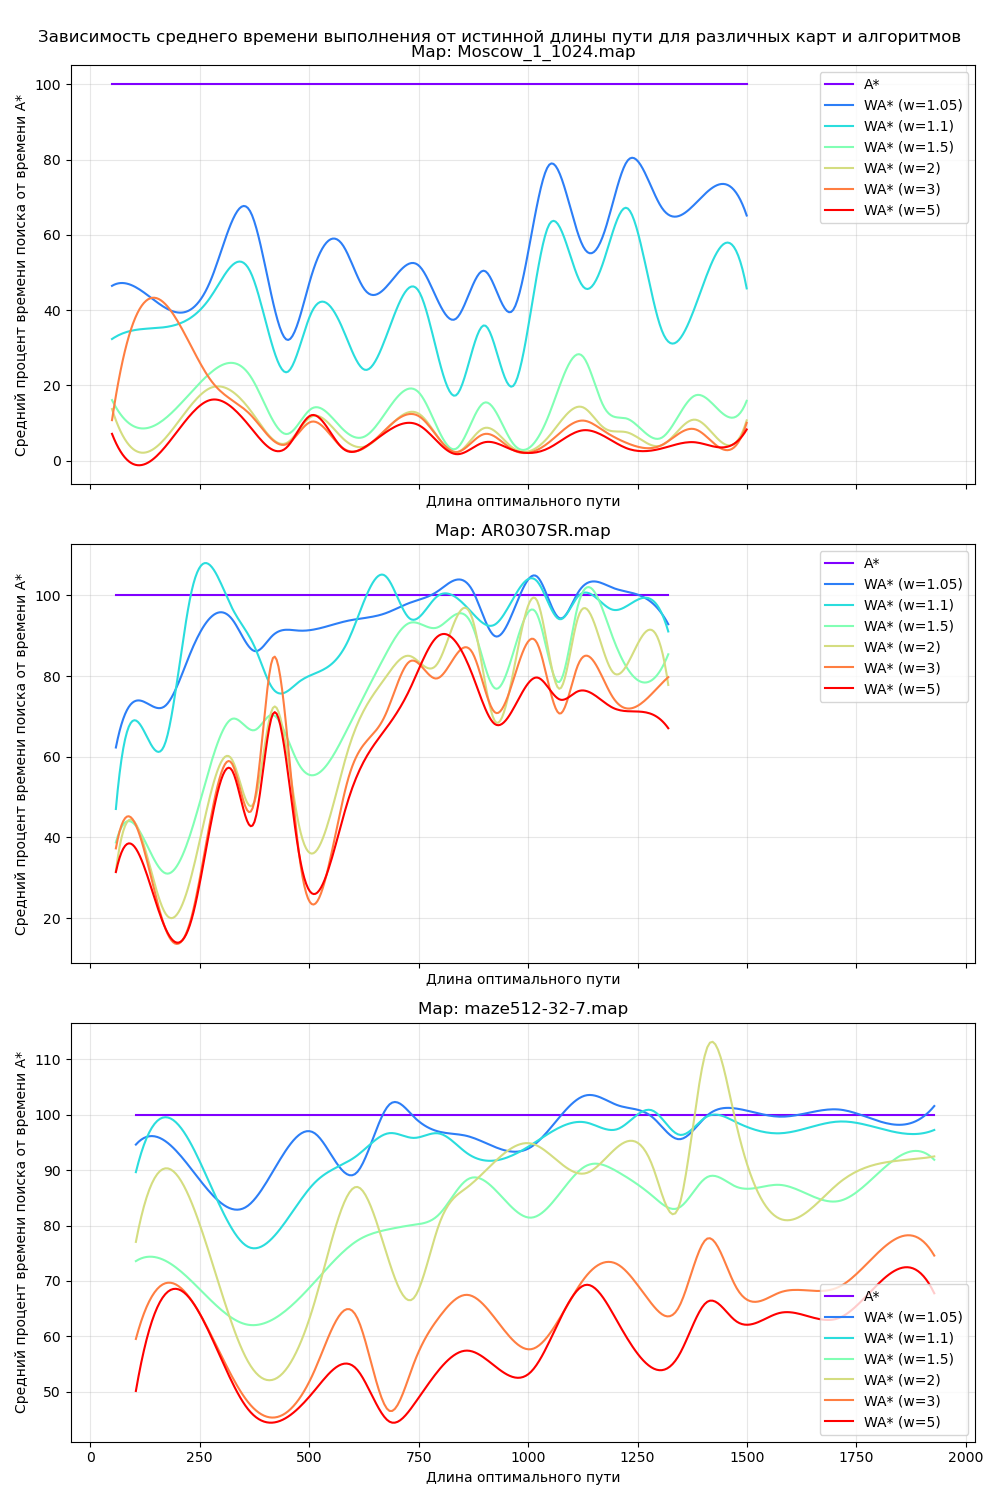 Зависимость среднего времени выполнения от истинной длины пути для различных карт и алгоритмов
Map: Moscow_1_1024.map
Средний процент времени поиска от времени A*
100
80
60
40
20
0
A*
WA* (w=1.05)
WA* (w=1.1)
WA* (w=1.5)
WA* (w=2)
WA* (w=3)
WA* (w=5)
Длина оптимального пути
Map: AR0307SR.map
Средний процент времени поиска от времени A*
100
80
60
40
20
A*
WA* (w=1.05)
WA* (w=1.1)
WA* (w=1.5)
WA* (w=2)
WA* (w=3)
WA* (w=5)
Длина оптимального пути
Map: maze512-32-7.map
Средний процент времени поиска от времени A*
110
100
90
80
70
60
50
A*
WA* (w=1.05)
WA* (w=1.1)
WA* (w=1.5)
WA* (w=2)
WA* (w=3)
WA* (w=5)
0 250 500 750 1000 1250 1500 1750 2000
Длина оптимального пути